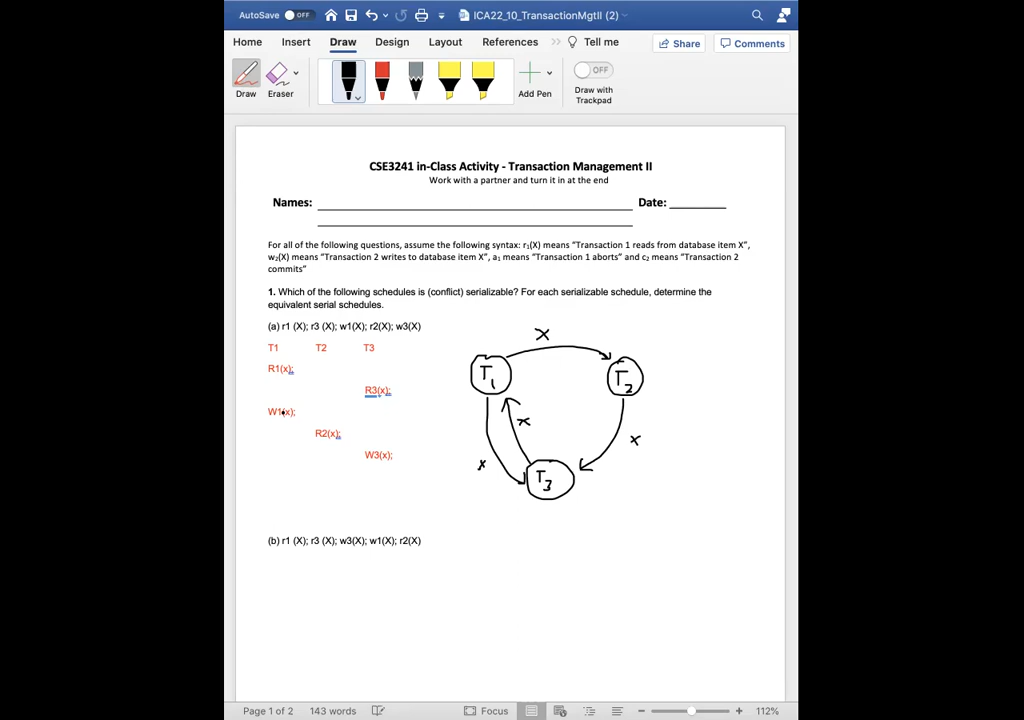 AutoSave OFF ICA22_10_TransactionMgtII (2)
Home Insert Draw Design Layout References Tell me Share Comments
Draw Eraser Add Pen OFF Draw with Trackpad
CSE3241 in-Class Activity - Transaction Management II
Work with a partner and turn it in at the end
Names: Date:
For all of the following questions, assume the following syntax: r₁(X) means “Transaction 1 reads from database item X”,
w₂(X) means “Transaction 2 writes to database item X”, a₁ means “Transaction 1 aborts” and c₂ means “Transaction 2
commits”
1. Which of the following schedules is (conflict) serializable? For each serializable schedule, determine the
equivalent serial schedules.
(a) r1 (X); r3 (X); w1(X); r2(X); w3(X)
T1 T2 T3
R1(x);
R3(x);
W1(x);
R2(x);
W3(x);
X
T1 T2
X X
X
T3
(b) r1 (X); r3 (X); w3(X); w1(X); r2(X)
Page 1 of 2 143 words Focus 112%